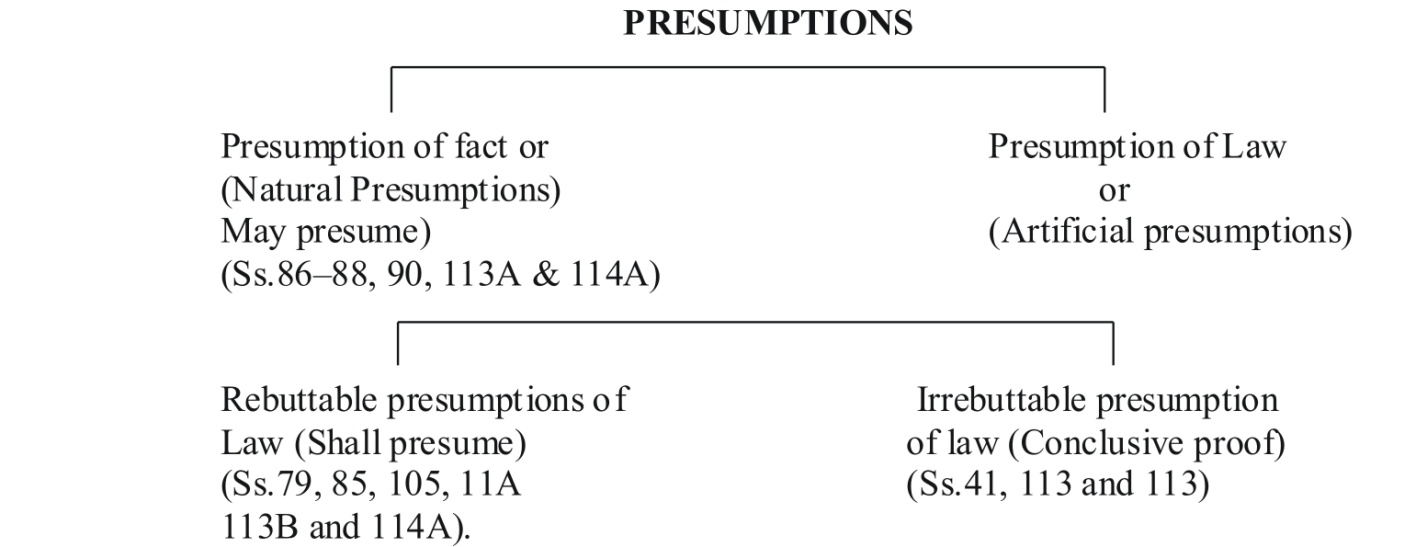 PRESUMPTIONS
Presumption of fact or
(Natural Presumptions)
May presume)
(Ss.86–88, 90, 113A & 114A)
Presumption of Law
or
(Artificial presumptions)
Rebuttable presumptions of
Law (Shall presume)
(Ss.79, 85, 105, 11A
113B and 114A).
Irrebuttable presumption
of law (Conclusive proof)
(Ss.41, 113 and 113)